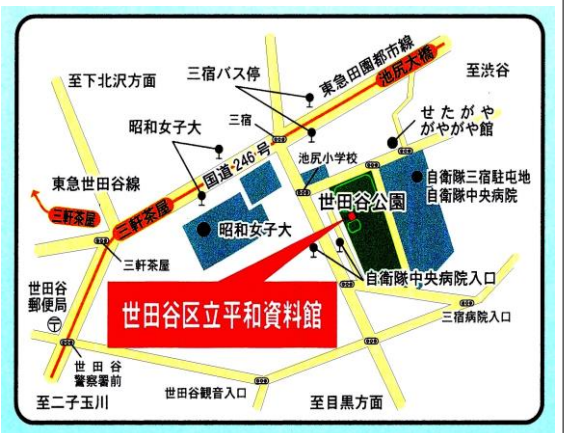 至下北沢方面
三宿バス停
東急田園都市線
池尻大橋
至渋谷
昭和女子大
三宿
せたがや
がやがや館
国道246号
池尻小学校
東急世田谷線
三軒茶屋
三軒茶屋
昭和女子大
世田谷公園
自衛隊三宿駐屯地
自衛隊中央病院
三軒茶屋
自衛隊中央病院入口
世田谷
郵便局
世田谷区立平和資料館
三宿病院入口
世田谷
警察署前
世田谷観音入口
至二子玉川
至目黒方面